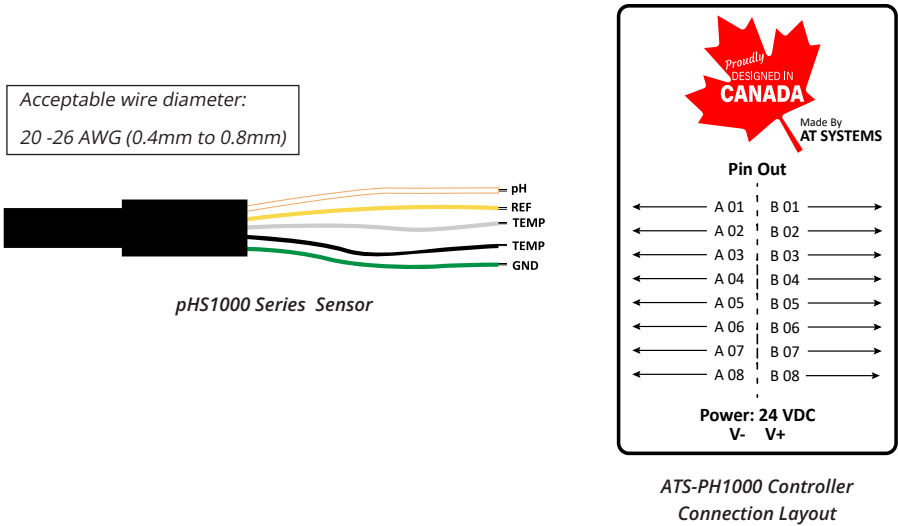 Acceptable wire diameter:
20 -26 AWG (0.4mm to 0.8mm)
pH
REF
TEMP
TEMP
GND
pHS1000 Series Sensor
Proudly
DESIGNED IN
CANADA
Made By
AT SYSTEMS
Pin Out
A 01 B 01
A 02 B 02
A 03 B 03
A 04 B 04
A 05 B 05
A 06 B 06
A 07 B 07
A 08 B 08
Power: 24 VDC
V- V+
ATS-PH1000 Controller
Connection Layout